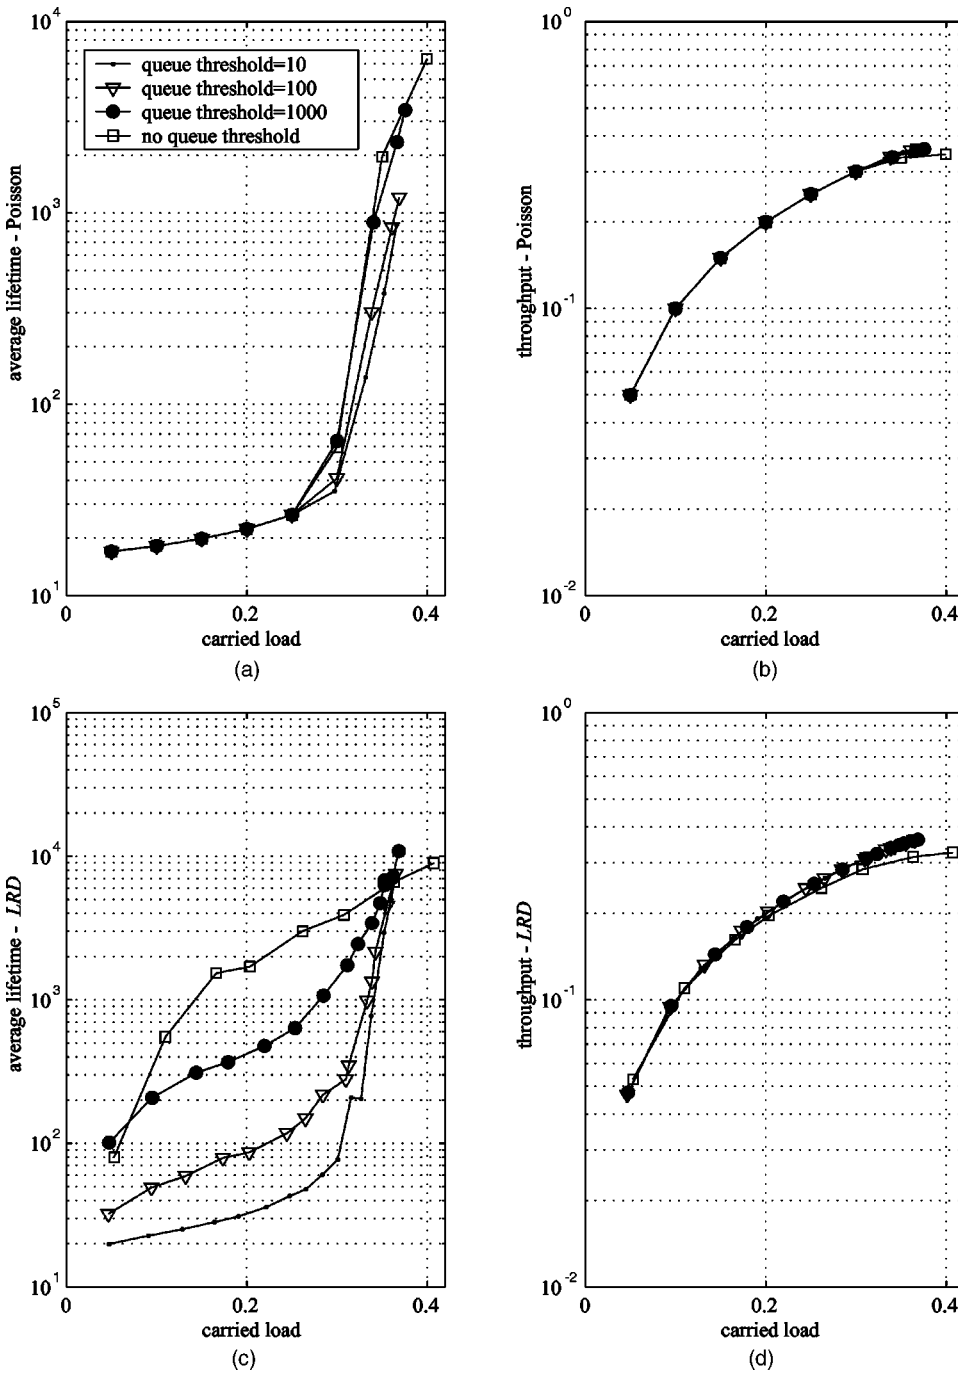 10^4
10^3
10^2
10^1
average lifetime - Poisson
queue threshold=10
queue threshold=100
queue threshold=1000
no queue threshold
0 0.2 0.4
carried load
(a)
10^0
10^-1
10^-2
throughput - Poisson
0 0.2 0.4
carried load
(b)
10^5
10^4
10^3
10^2
10^1
average lifetime - LRD
0 0.2 0.4
carried load
(c)
10^0
10^-1
10^-2
throughput - LRD
0 0.2 0.4
carried load
(d)